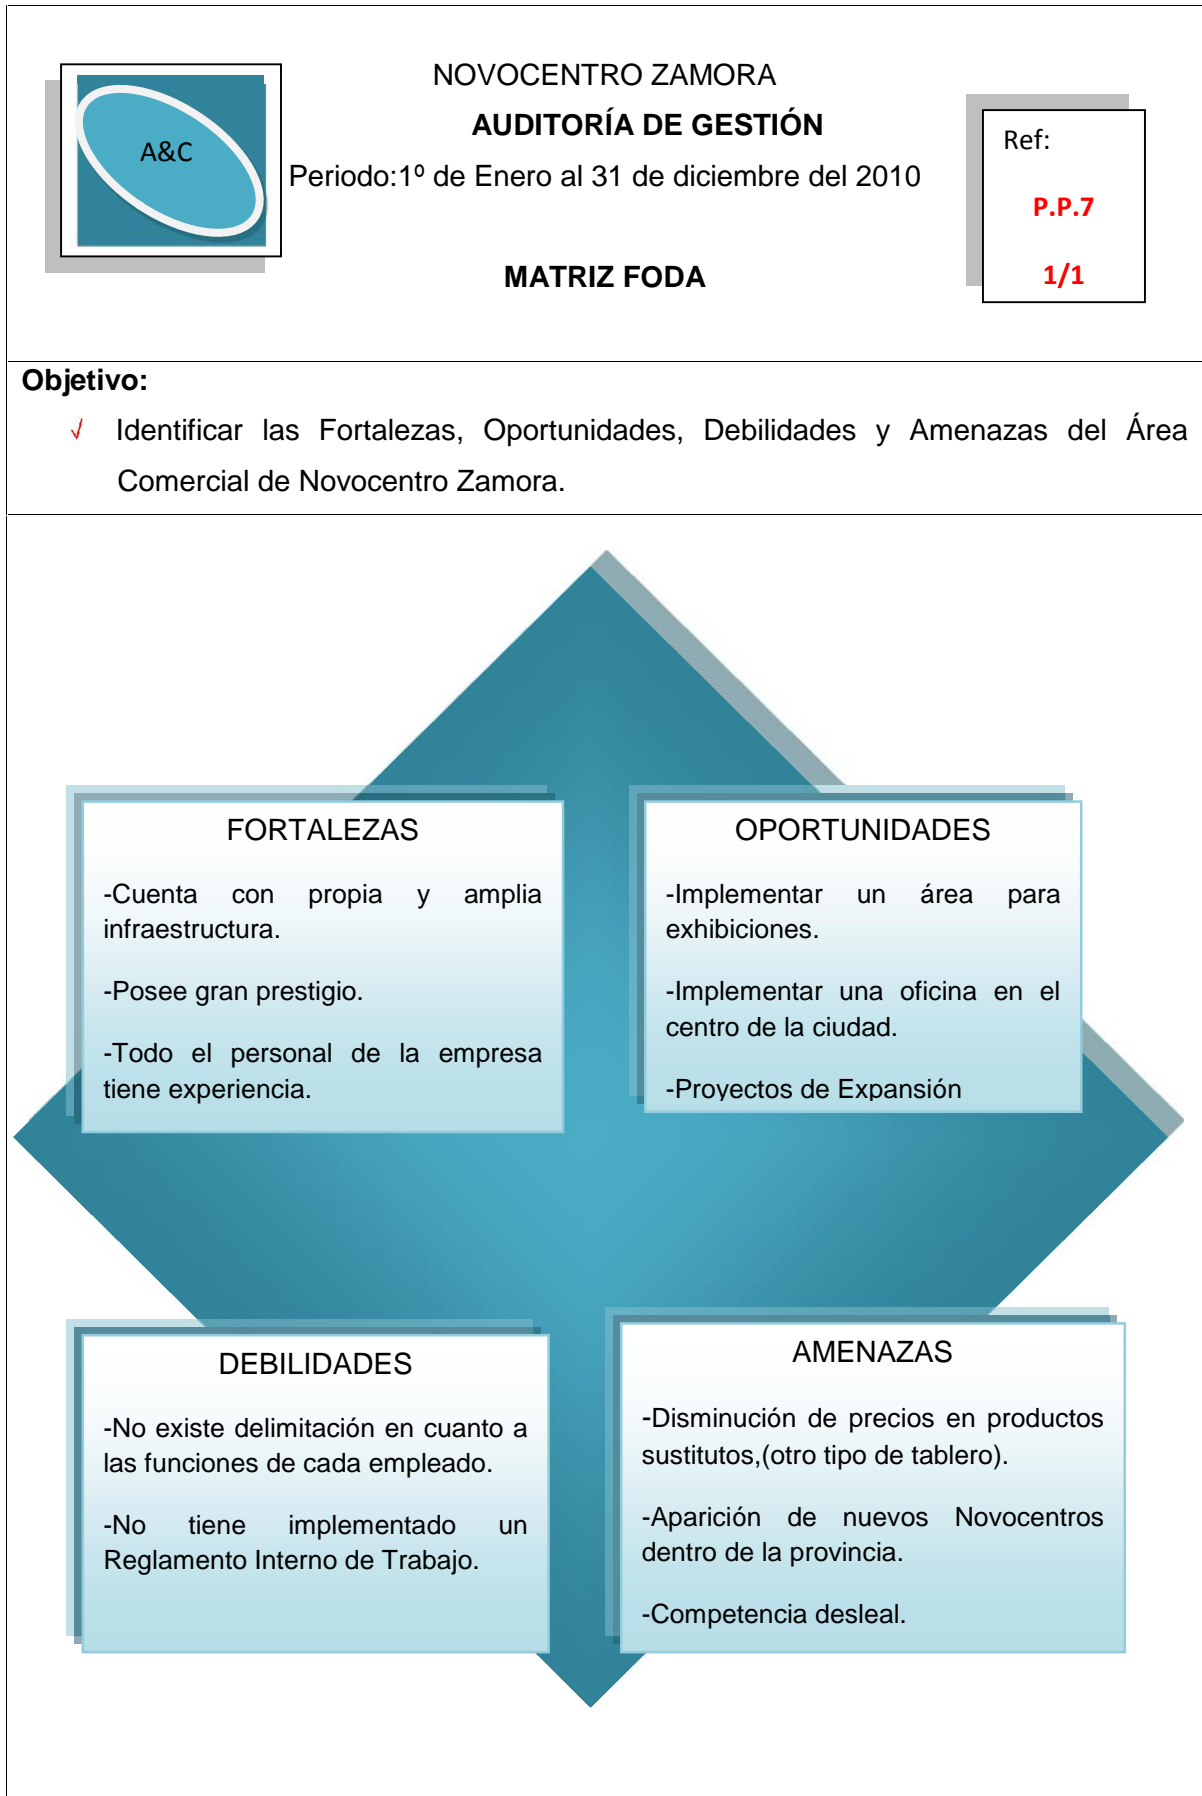 NOVOCENTRO ZAMORA
AUDITORÍA DE GESTIÓN
Periodo:1º de Enero al 31 de diciembre del 2010
MATRIZ FODA
A&C
Ref:
P.P.7
1/1
Objetivo:
√ Identificar las Fortalezas, Oportunidades, Debilidades y Amenazas del Área
Comercial de Novocentro Zamora.
FORTALEZAS
-Cuenta con propia y amplia
infraestructura.
-Posee gran prestigio.
-Todo el personal de la empresa
tiene experiencia.
OPORTUNIDADES
-Implementar un área para
exhibiciones.
-Implementar una oficina en el
centro de la ciudad.
-Proyectos de Expansión
DEBILIDADES
-No existe delimitación en cuanto a
las funciones de cada empleado.
-No tiene implementado un
Reglamento Interno de Trabajo.
AMENAZAS
-Disminución de precios en productos
sustitutos,(otro tipo de tablero).
-Aparición de nuevos Novocentros
dentro de la provincia.
-Competencia desleal.